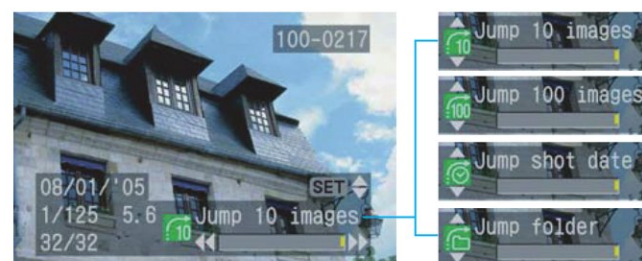 100-0217
08/01/'05
SET
1/125 5.6
10 Jump 10 images
32/32
10 Jump 10 images
100 Jump 100 images
Jump shot date
Jump folder